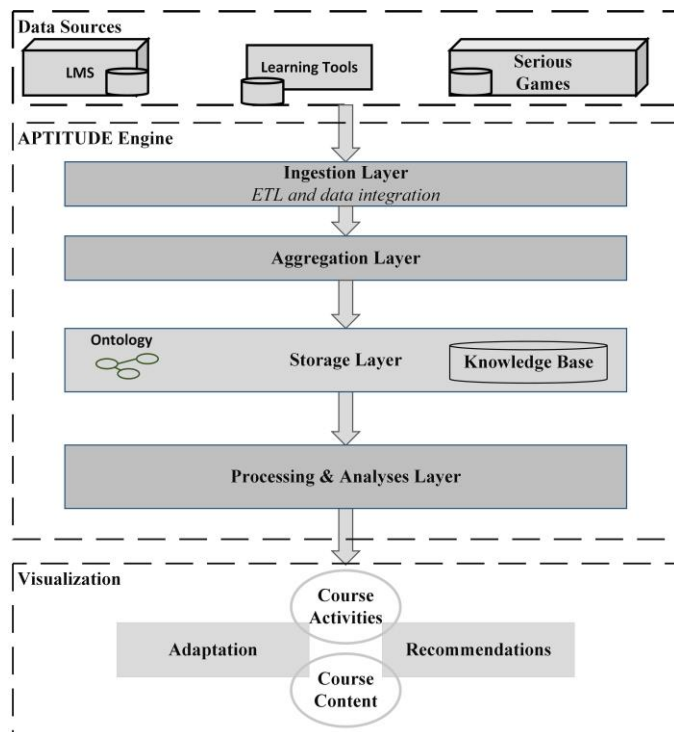 Data Sources
LMS
Learning Tools
Serious
Games
APTITUDE Engine
Ingestion Layer
ETL and data integration
Aggregation Layer
Ontology
Storage Layer
Knowledge Base
Processing & Analyses Layer
Visualization
Course
Activities
Adaptation
Recommendations
Course
Content